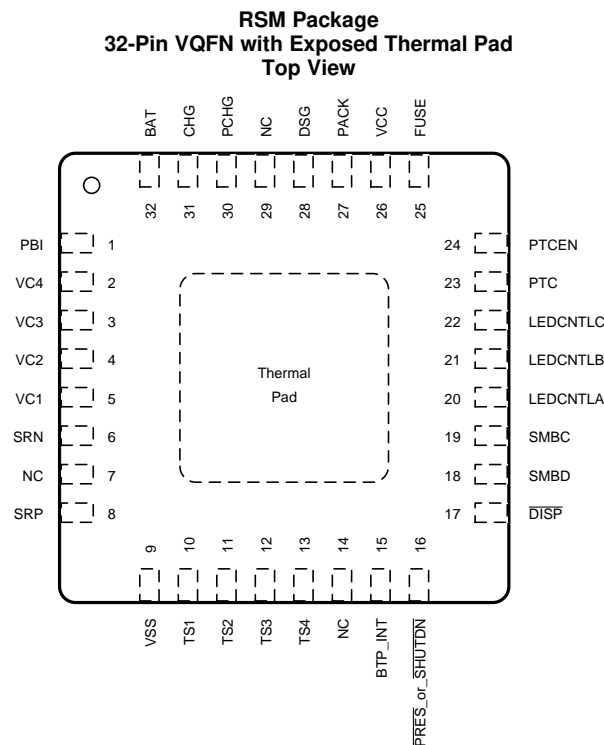 RSM Package
32-Pin VQFN with Exposed Thermal Pad
Top View
BAT
CHG
PCHG
NC
DSG
PACK
VCC
FUSE
32
31
30
29
28
27
26
25
PBI 1
VC4 2
VC3 3
VC2 4
VC1 5
SRN 6
NC 7
SRP 8
Thermal
Pad
24 PTCEN
23 PTC
22 LEDCNTLC
21 LEDCNTLB
20 LEDCNTLA
19 SMBC
18 SMBD
17 DISP
9
10
11
12
13
14
15
16
VSS
TS1
TS2
TS3
TS4
NC
BTP_INT
PRES_or_SHUTDN